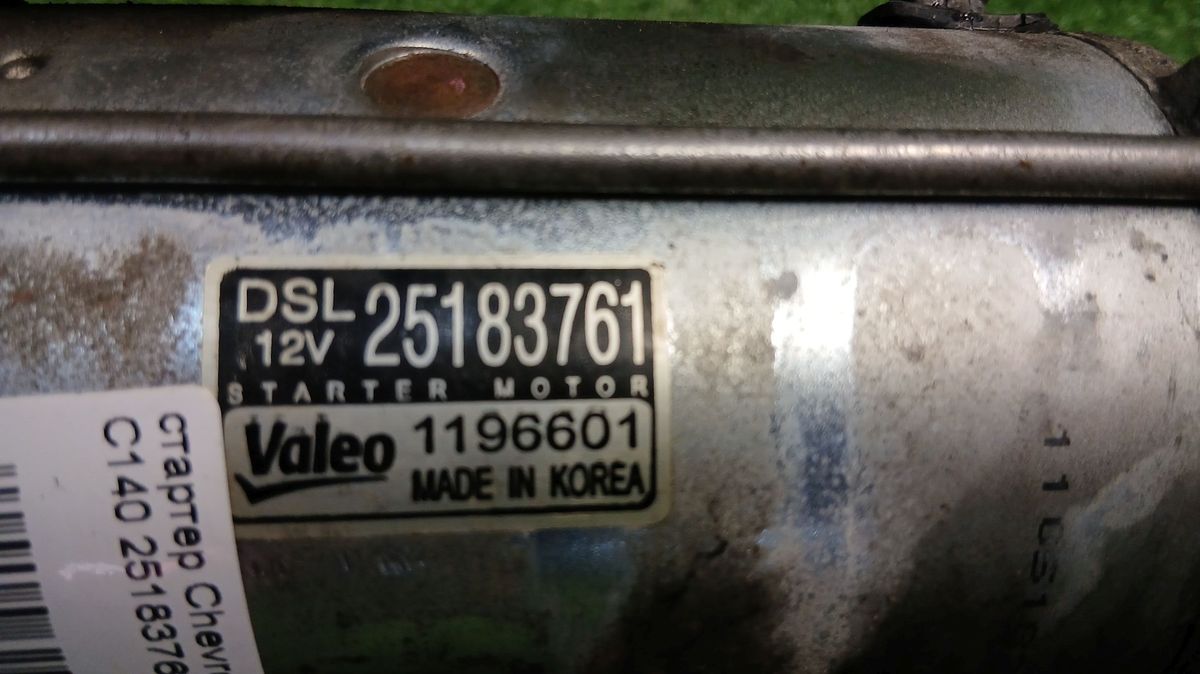 DSL 25183761
12V
STARTER MOTOR
Valeo 1196601
MADE IN KOREA
стартер Chevr
C140 2518376